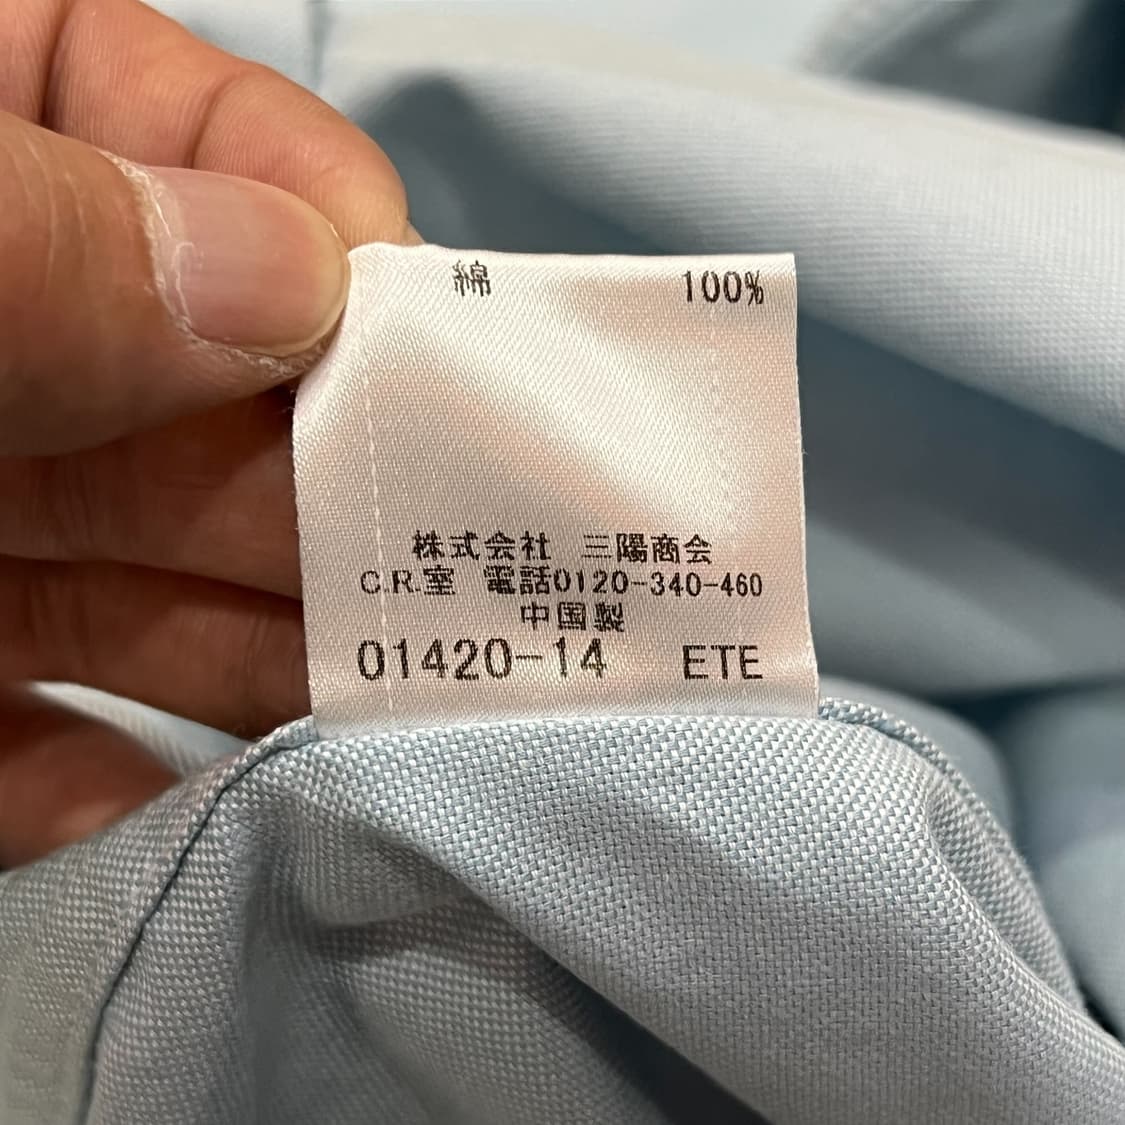 綿 100%
株式会社 三陽商会
C.R.室 電話0120-340-460
中国製
01420-14 ETE